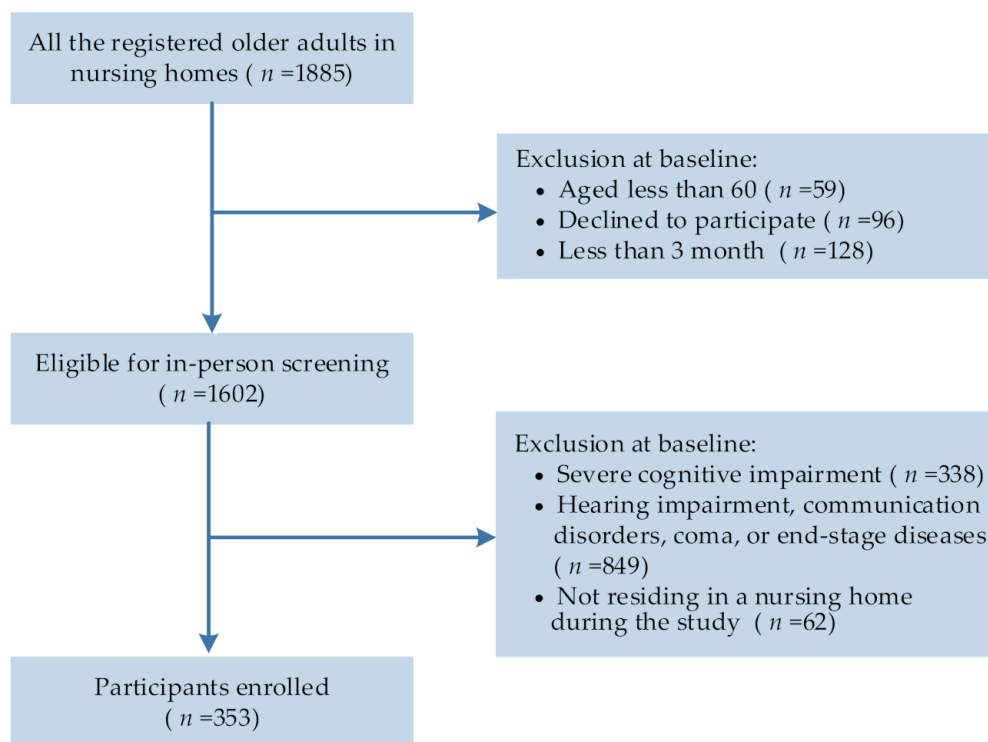 All the registered older adults in
nursing homes ( n =1885)
Exclusion at baseline:
• Aged less than 60 ( n =59)
• Declined to participate ( n =96)
• Less than 3 month ( n =128)
Eligible for in-person screening
( n =1602)
Exclusion at baseline:
• Severe cognitive impairment ( n =338)
• Hearing impairment, communication
disorders, coma, or end-stage diseases
( n =849)
• Not residing in a nursing home
during the study ( n =62)
Participants enrolled
( n =353)